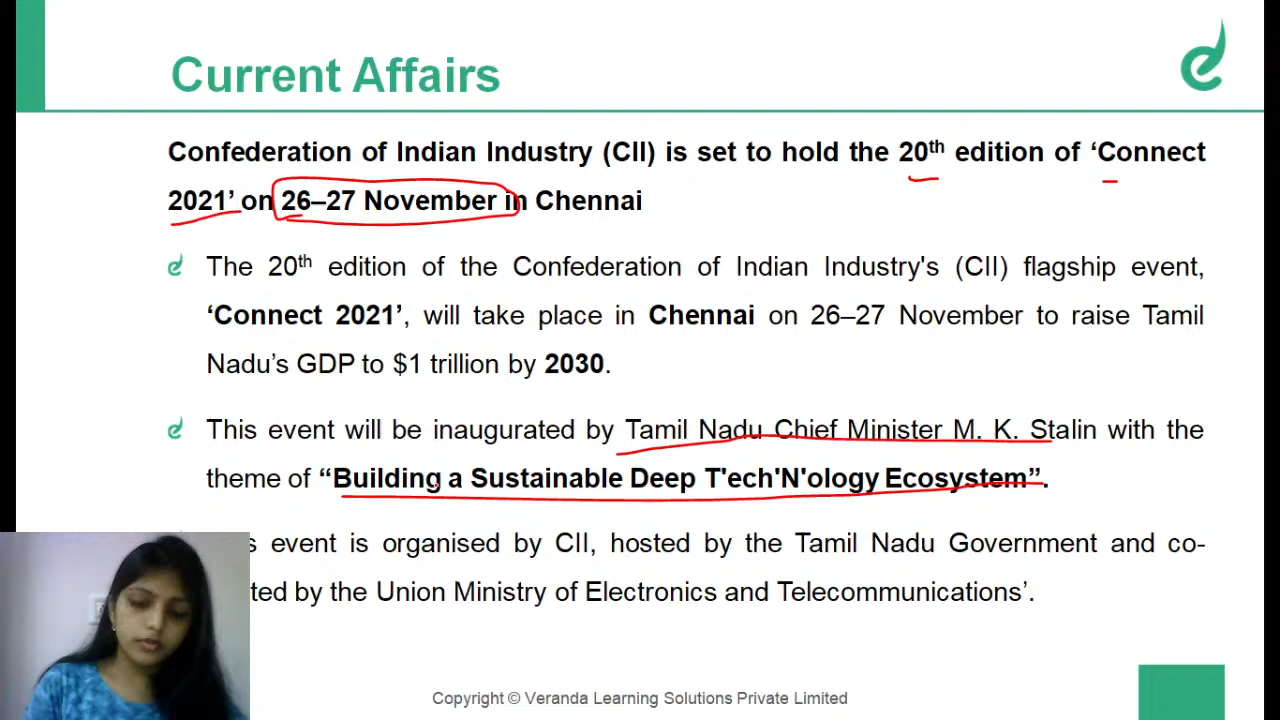 Current Affairs
Confederation of Indian Industry (CII) is set to hold the 20th edition of ‘Connect
2021’ on 26–27 November in Chennai
The 20th edition of the Confederation of Indian Industry's (CII) flagship event,
‘Connect 2021’, will take place in Chennai on 26–27 November to raise Tamil
Nadu’s GDP to $1 trillion by 2030.
This event will be inaugurated by Tamil Nadu Chief Minister M. K. Stalin with the
theme of “Building a Sustainable Deep T'ech'N'ology Ecosystem”.
event is organised by CII, hosted by the Tamil Nadu Government and co-
by the Union Ministry of Electronics and Telecommunications’.
Copyright © Veranda Learning Solutions Private Limited